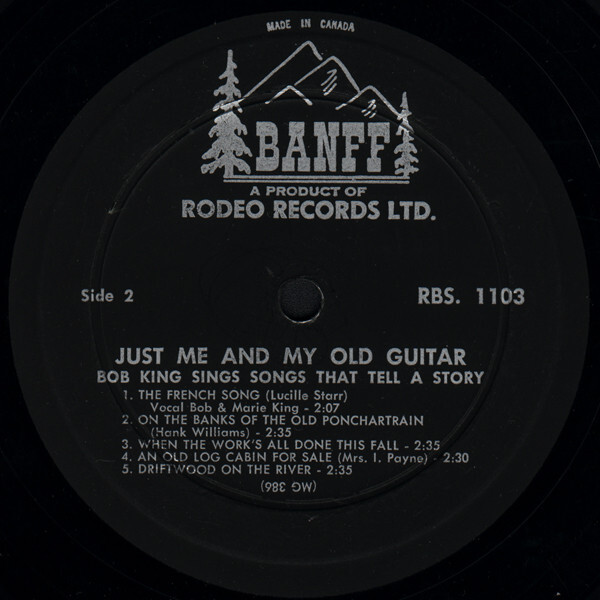 MADE IN CANADA
BANFF
A PRODUCT OF
RODEO RECORDS LTD.
Side 2
RBS. 1103
JUST ME AND MY OLD GUITAR
BOB KING SINGS SONGS THAT TELL A STORY
1. THE FRENCH SONG (Lucille Starr)
Vocal Bob & Marie King - 2:07
2. ON THE BANKS OF THE OLD PONCHARTRAIN
(Hank Williams) - 2:35
3. WHEN THE WORK'S ALL DONE THIS FALL - 2:35
4. AN OLD LOG CABIN FOR SALE (Mrs. I. Payne) - 2:30
5. DRIFTWOOD ON THE RIVER - 2:35
(MG 386)